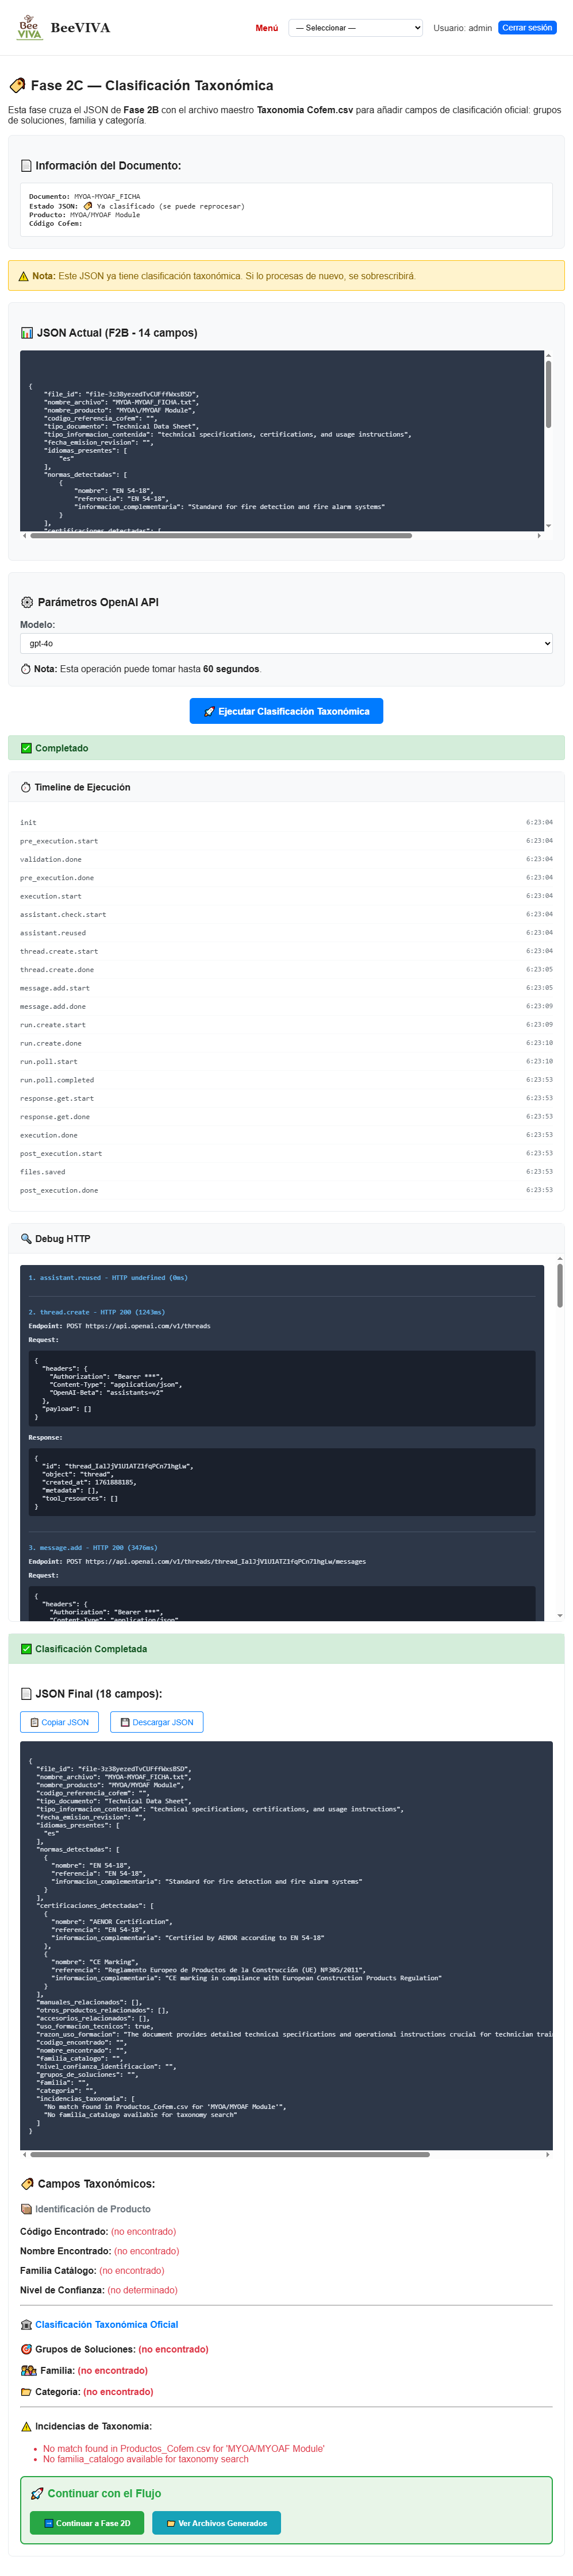 Bee
VIVA
BeeVIVA
Menú
— Seleccionar —
Usuario: admin
Cerrar sesión
Fase 2C — Clasificación Taxonómica
Esta fase cruza el JSON de Fase 2B con el archivo maestro Taxonomia Cofem.csv para añadir campos de clasificación oficial: grupos
de soluciones, familia y categoría.
Información del Documento:
Documento: MYOA-MYOAF_FICHA
Estado JSON: Ya clasificado (se puede reprocesar)
Producto: MYOA/MYOAF Module
Código Cofem:
Nota: Este JSON ya tiene clasificación taxonómica. Si lo procesas de nuevo, se sobrescribirá.
JSON Actual (F2B - 14 campos)
{
"file_id": "file-3z38yezedTvCUFffWxsBSD",
"nombre_archivo": "MYOA-MYOAF_FICHA.txt",
"nombre_producto": "MYOA\/MYOAF Module",
"codigo_referencia_cofem": "",
"tipo_documento": "Technical Data Sheet",
"tipo_informacion_contenida": "technical specifications, certifications, and usage instructions",
"fecha_emision_revision": "",
"idiomas_presentes": [
"es"
],
"normas_detectadas": [
{
"nombre": "EN 54-18",
"referencia": "EN 54-18",
"informacion_complementaria": "Standard for fire detection and fire alarm systems"
}
],
"certificaciones_detectadas": [
Parámetros OpenAI API
Modelo:
gpt-4o
Nota: Esta operación puede tomar hasta 60 segundos.
Ejecutar Clasificación Taxonómica
Completado
Timeline de Ejecución
init 6:23:04
pre_execution.start 6:23:04
validation.done 6:23:04
pre_execution.done 6:23:04
execution.start 6:23:04
assistant.check.start 6:23:04
assistant.reused 6:23:04
thread.create.start 6:23:04
thread.create.done 6:23:05
message.add.start 6:23:05
message.add.done 6:23:09
run.create.start 6:23:09
run.create.done 6:23:10
run.poll.start 6:23:10
run.poll.completed 6:23:53
response.get.start 6:23:53
response.get.done 6:23:53
execution.done 6:23:53
post_execution.start 6:23:53
files.saved 6:23:53
post_execution.done 6:23:53
Debug HTTP
1. assistant.reused - HTTP undefined (0ms)
2. thread.create - HTTP 200 (1243ms)
Endpoint: POST https://api.openai.com/v1/threads
Request:
{
"headers": {
"Authorization": "Bearer ***",
"Content-Type": "application/json",
"OpenAI-Beta": "assistants=v2"
},
"payload": []
}
Response:
{
"id": "thread_Ia1JjV1U1ATZ1fqPCn71hgLw",
"object": "thread",
"created_at": 1761888185,
"metadata": [],
"tool_resources": []
}
3. message.add - HTTP 200 (3476ms)
Endpoint: POST https://api.openai.com/v1/threads/thread_Ia1JjV1U1ATZ1fqPCn71hgLw/messages
Request:
{
"headers": {
"Authorization": "Bearer ***",
"Content-Type": "application/json",
Clasificación Completada
JSON Final (18 campos):
Copiar JSON
Descargar JSON
{
"file_id": "file-3z38yezedTvCUFffWxsBSD",
"nombre_archivo": "MYOA-MYOAF_FICHA.txt",
"nombre_producto": "MYOA/MYOAF Module",
"codigo_referencia_cofem": "",
"tipo_documento": "Technical Data Sheet",
"tipo_informacion_contenida": "technical specifications, certifications, and usage instructions",
"fecha_emision_revision": "",
"idiomas_presentes": [
"es"
],
"normas_detectadas": [
{
"nombre": "EN 54-18",
"referencia": "EN 54-18",
"informacion_complementaria": "Standard for fire detection and fire alarm systems"
}
],
"certificaciones_detectadas": [
{
"nombre": "AENOR Certification",
"referencia": "EN 54-18",
"informacion_complementaria": "Certified by AENOR according to EN 54-18"
},
{
"nombre": "CE Marking",
"referencia": "Reglamento Europeo de Productos de la Construcción (UE) Nº305/2011",
"informacion_complementaria": "CE marking in compliance with European Construction Products Regulation"
}
],
"manuales_relacionados": [],
"otros_productos_relacionados": [],
"accesorios_relacionados": [],
"uso_formacion_tecnicos": true,
"razon_uso_formacion": "The document provides detailed technical specifications and operational instructions crucial for technician trai
"codigo_encontrado": "",
"nombre_encontrado": "",
"familia_catalogo": "",
"nivel_confianza_identificacion": "",
"grupos_de_soluciones": "",
"familia": "",
"categoria": "",
"incidencias_taxonomia": [
"No match found in Productos_Cofem.csv for 'MYOA/MYOAF Module'",
"No familia_catalogo available for taxonomy search"
]
}
Campos Taxonómicos:
Identificación de Producto
Código Encontrado: (no encontrado)
Nombre Encontrado: (no encontrado)
Familia Catálogo: (no encontrado)
Nivel de Confianza: (no determinado)
Clasificación Taxonómica Oficial
Grupos de Soluciones: (no encontrado)
Familia: (no encontrado)
Categoría: (no encontrado)
Incidencias de Taxonomía:
No match found in Productos_Cofem.csv for 'MYOA/MYOAF Module'
No familia_catalogo available for taxonomy search
Continuar con el Flujo
Continuar a Fase 2D
Ver Archivos Generados